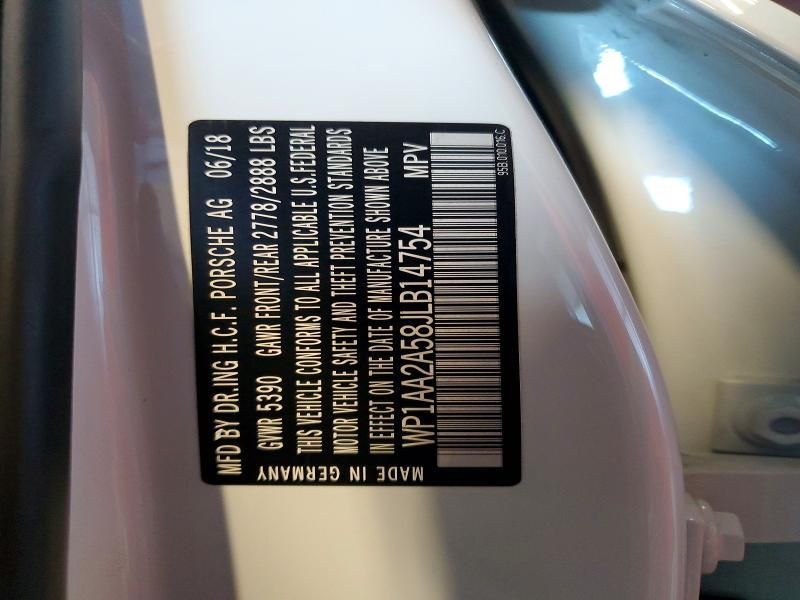 MFD BY DR.ING H.C.F. PORSCHE AG 06/18
GVWR 5390 GAWR FRONT/REAR 2778/2888 LBS
THIS VEHICLE CONFORMS TO ALL APPLICABLE U.S.FEDERAL
MOTOR VEHICLE SAFETY AND THEFT PREVENTION STANDARDS
IN EFFECT ON THE DATE OF MANUFACTURE SHOWN ABOVE
WP1AA2A58JLB14754 MPV
95B.010.016.C
MADE IN GERMANY